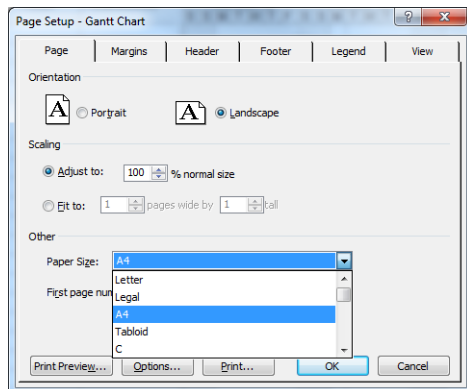 Page Setup - Gantt Chart
Page Margins Header Footer Legend View
Orientation
A Portrait A Landscape
Scaling
Adjust to: 100 % normal size
Fit to: 1 pages wide by 1 tall
Other
Paper Size: A4
Letter
First page num
Legal
A4
Tabloid
C
Print Preview... Options... Print... OK Cancel